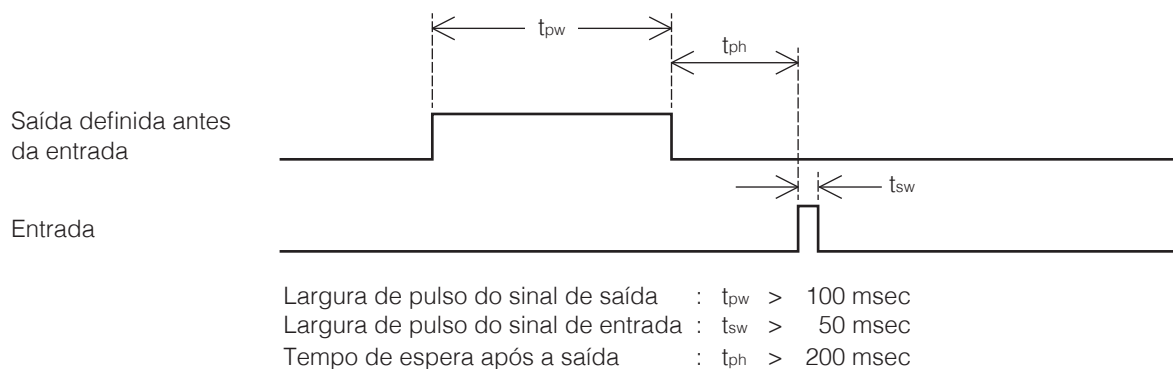 tpw
tph
Saída definida antes
da entrada
tsw
Entrada
Largura de pulso do sinal de saída : tpw > 100 msec
Largura de pulso do sinal de entrada : tsw > 50 msec
Tempo de espera após a saída : tph > 200 msec